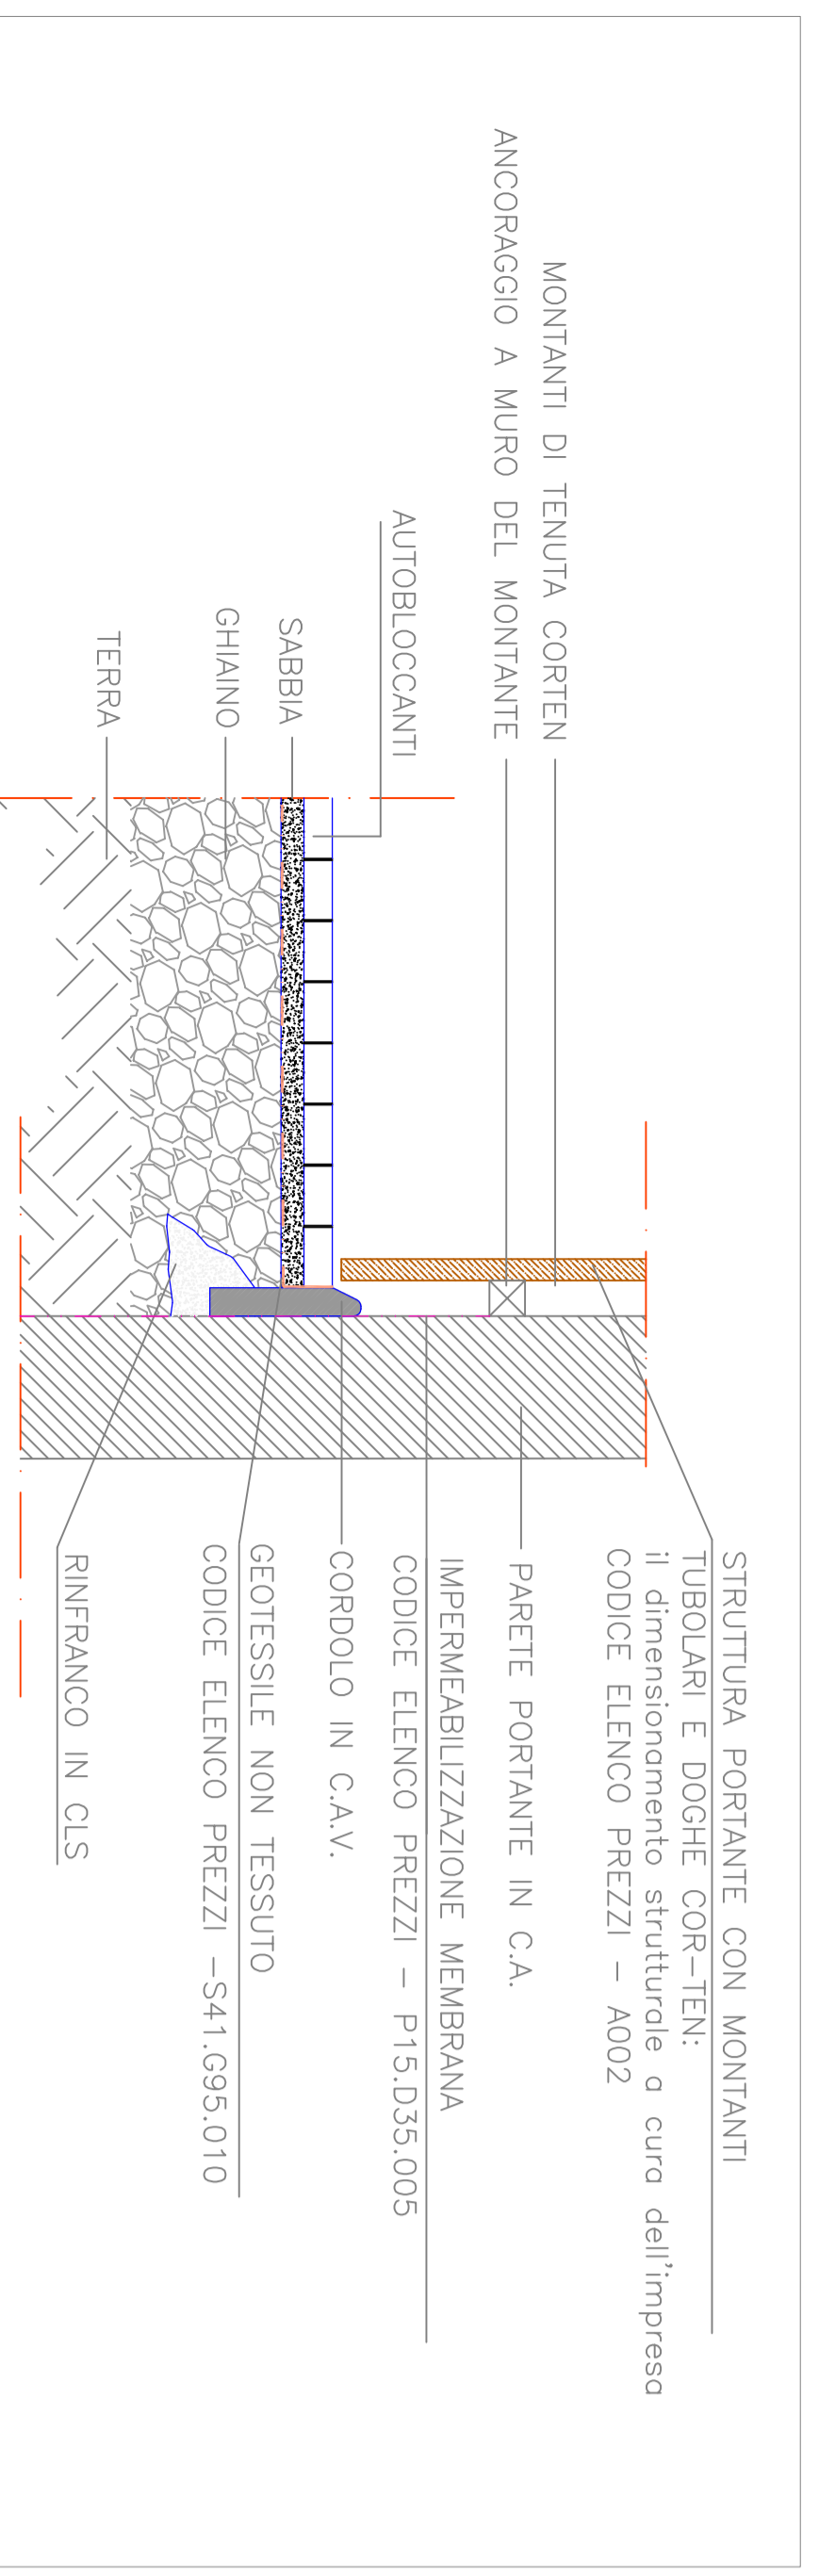 MONTANTI DI TENUTA CORTEN
ANCORAGGIO A MURO DEL MONTANTE
AUTOBLOCCANTI
SABBIA
GHIAINO
TERRA
STRUTTURA PORTANTE CON MONTANTI
TUBOLARI E DOGHE COR-TEN:
il dimensionamento strutturale a cura dell'impresa
CODICE ELENCO PREZZI - A002
PARETE PORTANTE IN C.A.
IMPERMEABILIZZAZIONE MEMBRANA
CODICE ELENCO PREZZI - P15.D35.005
CORDOLO IN C.A.V.
GEOTESSILE NON TESSUTO
CODICE ELENCO PREZZI -S41.G95.010
RINFRANCO IN CLS